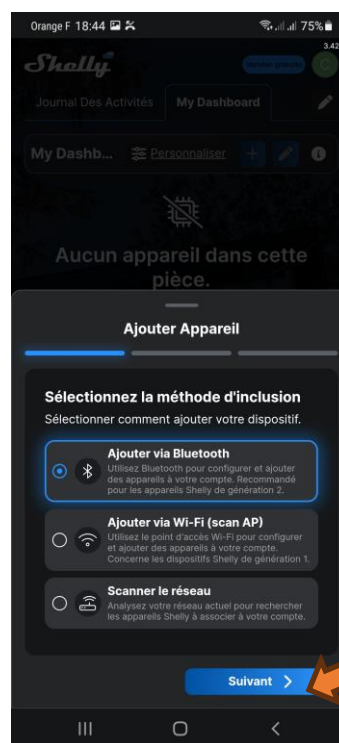 Orange F 18:44 75%
3.42
Shelly
Version gratuite C
Journal Des Activités My Dashboard
My Dashb... Personnaliser
Aucun appareil dans cette
pièce.
Ajouter Appareil
Sélectionnez la méthode d'inclusion
Sélectionner comment ajouter votre dispositif.
Ajouter via Bluetooth
Utilisez Bluetooth pour configurer et ajouter
des appareils à votre compte. Recommandé
pour les appareils Shelly de génération 2.
Ajouter via Wi-Fi (scan AP)
Utilisez le point d'accès Wi-Fi pour configurer
et ajouter des appareils à votre compte.
Concerne les dispositifs Shelly de génération 1.
Scanner le réseau
Analysez votre réseau actuel pour rechercher
les appareils Shelly à associer à votre compte.
Suivant